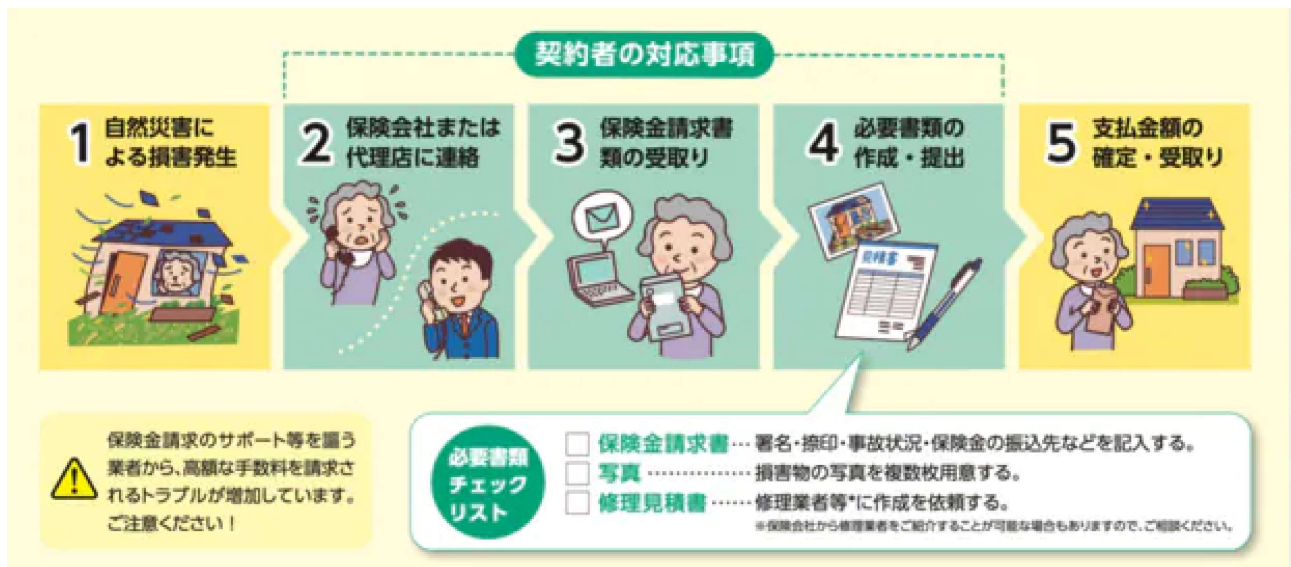 契約者の対応事項
1 自然災害に
よる損害発生
2 保険会社または
代理店に連絡
3 保険金請求書
類の受取り
4 必要書類の
作成・提出
5 支払金額の
確定・受取り
見積書
保険金請求のサポート等を謳う
業者から、高額な手数料を請求さ
れるトラブルが増加しています。
ご注意ください！
必要書類
チェック
リスト
保険金請求書…署名・捺印・事故状況・保険金の振込先などを記入する。
写真……………損害物の写真を複数枚用意する。
修理見積書……修理業者等*に作成を依頼する。
※保険会社から修理業者をご紹介することが可能な場合もありますので、ご相談ください。